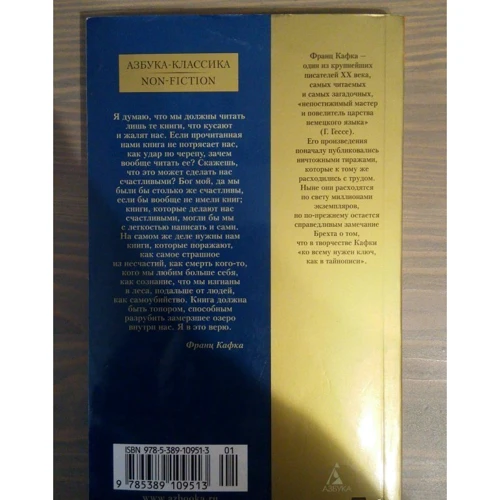 АЗБУКА-КЛАССИКА
NON-FICTION
Я думаю, что мы должны читать
лишь те книги, что кусают
и жалят нас. Если прочитанная
нами книга не потрясает нас,
как удар по черепу, зачем
вообще читать ее? Скажешь,
что это может сделать нас
счастливыми? Бог мой, да мы
были бы столько же счастливы,
если бы вообще не имели книг;
книги, которые делают нас
счастливыми, могли бы мы
с легкостью написать и сами.
На самом же деле нужны нам
книги, которые поражают,
как самое страшное
из несчастий, как смерть кого-то,
кого мы любим больше себя,
как сознание, что мы изгнаны
в леса, подальше от людей,
как самоубийство. Книга должна
быть топором, способным
разрубить замерзшее озеро
внутри нас. Я в это верю.
Франц Кафка
ISBN 978-5-389-10951-3
01
9 785389 109513
www.azbooka.ru
Франц Кафка —
один из крупнейших
писателей XX века,
самых читаемых
и самых загадочных,
«непостижимый мастер
и повелитель царства
немецкого языка»
(Г. Гессе).
Его произведения
поначалу публиковались
ничтожными тиражами,
которые к тому же
расходились с трудом.
Ныне они расходятся
по свету миллионами
экземпляров,
но по-прежнему остается
справедливым замечание
Брехта о том,
что в творчестве Кафки
«ко всему нужен ключ,
как в тайнописи».
АЗБУКА